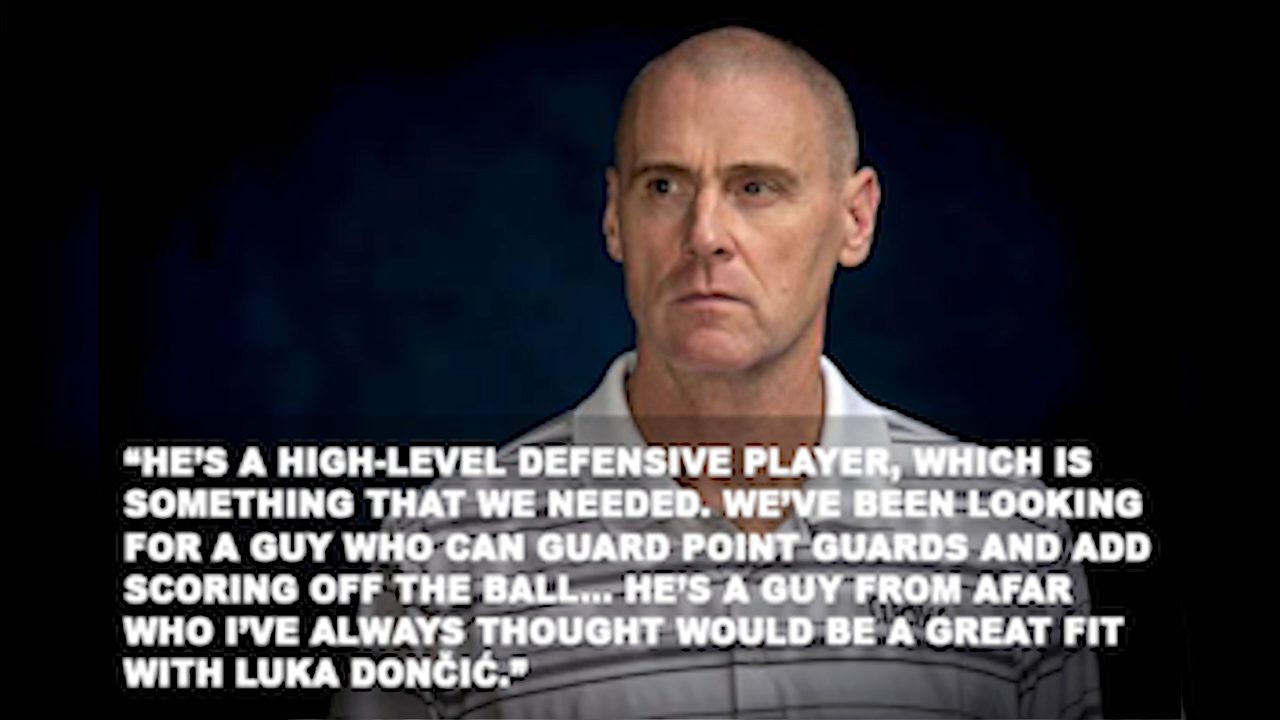 “HE’S A HIGH-LEVEL DEFENSIVE PLAYER, WHICH IS
SOMETHING THAT WE NEEDED. WE’VE BEEN LOOKING
FOR A GUY WHO CAN GUARD POINT GUARDS AND ADD
SCORING OFF THE BALL... HE’S A GUY FROM AFAR
WHO I’VE ALWAYS THOUGHT WOULD BE A GREAT FIT
WITH LUKA DONČIĆ.”